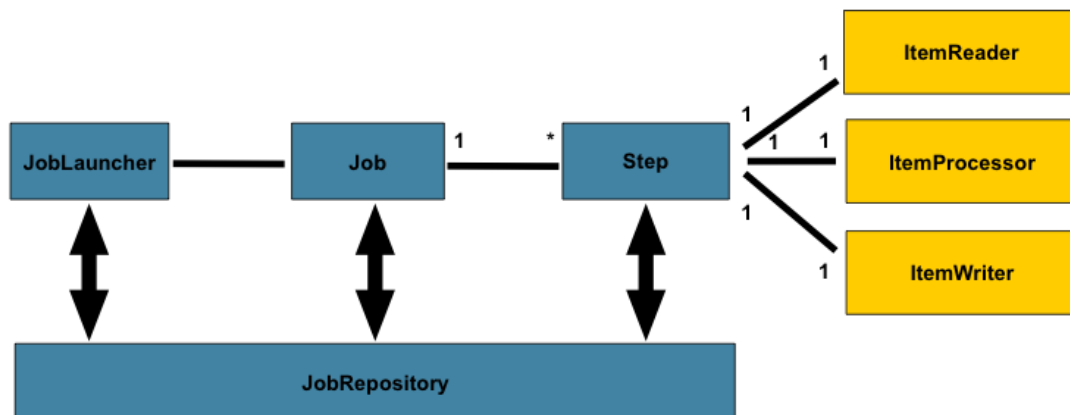 ItemReader
1
JobLauncher
Job
1
*
Step
1
1
1
ItemProcessor
1
1
ItemWriter
JobRepository